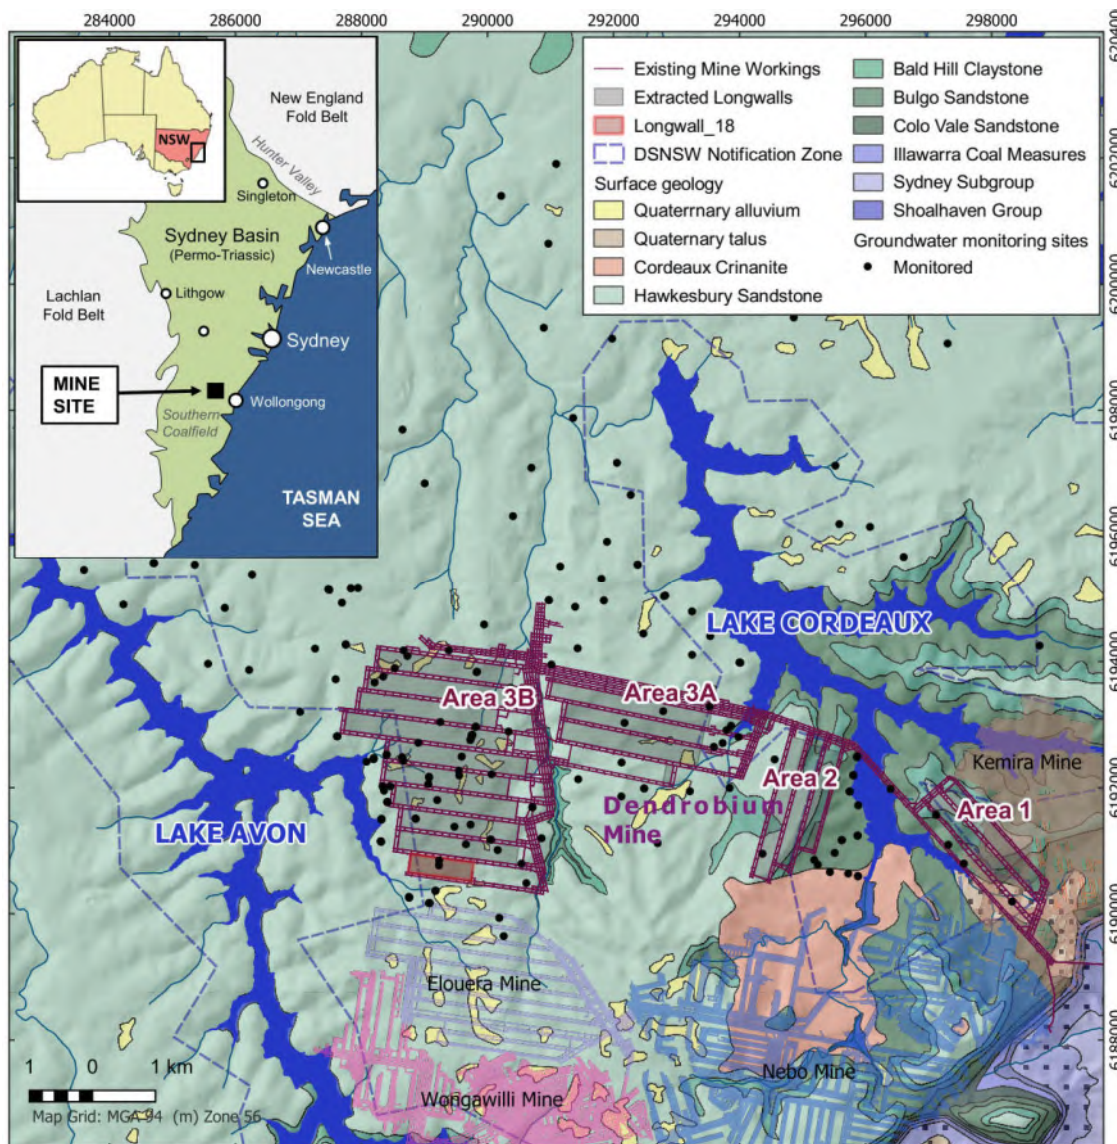 284000 286000 288000 290000 292000 294000 296000 298000
6204000
6202000
6200000
6198000
6196000
6194000
6192000
6190000
6188000
NSW
New England
Fold Belt
Hunter Valley
Singleton
Sydney Basin
(Permo-Triassic)
Newcastle
Lachlan
Fold Belt
Lithgow
Sydney
MINE
SITE
Wollongong
Southern
Coalfield
TASMAN
SEA
Existing Mine Workings
Extracted Longwalls
Longwall_18
DSNSW Notification Zone
Surface geology
Quaterrnary alluvium
Quaternary talus
Cordeaux Crinanite
Hawkesbury Sandstone
Bald Hill Claystone
Bulgo Sandstone
Colo Vale Sandstone
Illawarra Coal Measures
Sydney Subgroup
Shoalhaven Group
Groundwater monitoring sites
Monitored
LAKE CORDEAUX
Area 3B
Area 3A
Kemira Mine
Area 2
Area 1
Dendrobium
Mine
LAKE AVON
Elouera Mine
Nebo Mine
Wongawilli Mine
1 0 1 km
Map Grid: MGA 94 (m) Zone 56